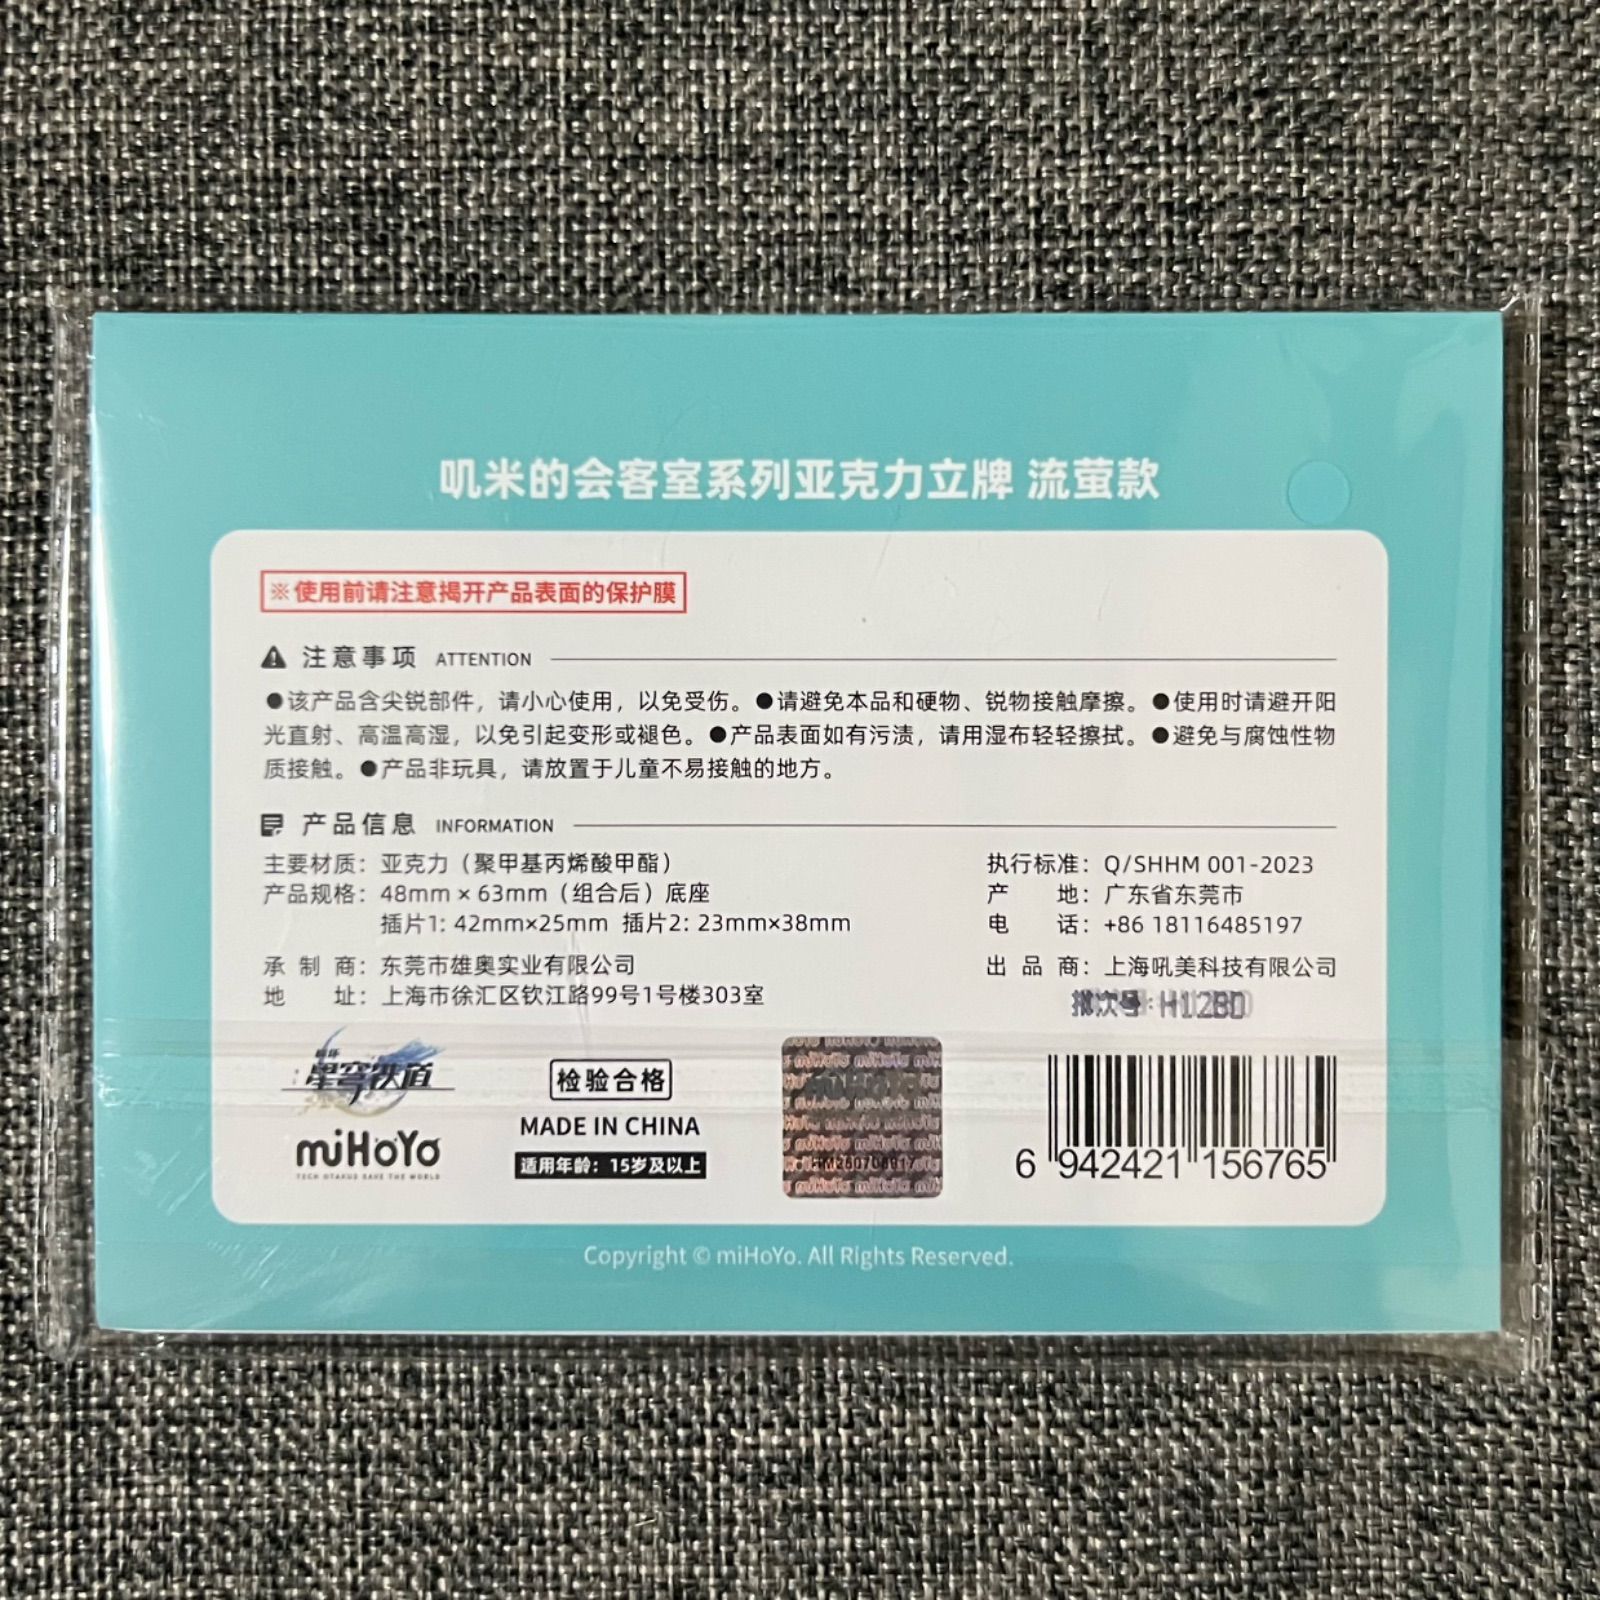 叽米的会客室系列亚克力立牌 流萤款
※使用前请注意揭开产品表面的保护膜
注意事项 ATTENTION
●该产品含尖锐部件，请小心使用，以免受伤。●请避免本品和硬物、锐物接触摩擦。●使用时请避开阳
光直射、高温高湿，以免引起变形或褪色。●产品表面如有污渍，请用湿布轻轻擦拭。●避免与腐蚀性物
质接触。●产品非玩具，请放置于儿童不易接触的地方。
产品信息 INFORMATION
主要材质：亚克力（聚甲基丙烯酸甲酯）
产品规格：48mm×63mm（组合后）底座
插片1: 42mm×25mm 插片2: 23mm×38mm
承制商：东莞市雄奥实业有限公司
地址：上海市徐汇区钦江路99号1号楼303室
执行标准：Q/SHHM 001-2023
产地：广东省东莞市
电话：+86 18116485197
出品商：上海吼美科技有限公司
批次号:
崩坏
星穹铁道
miHoYo
TECH OTAKUS SAVE THE WORLD
检验合格
MADE IN CHINA
适用年龄：15岁及以上
miHoYo
6 942421 156765
Copyright © miHoYo. All Rights Reserved.